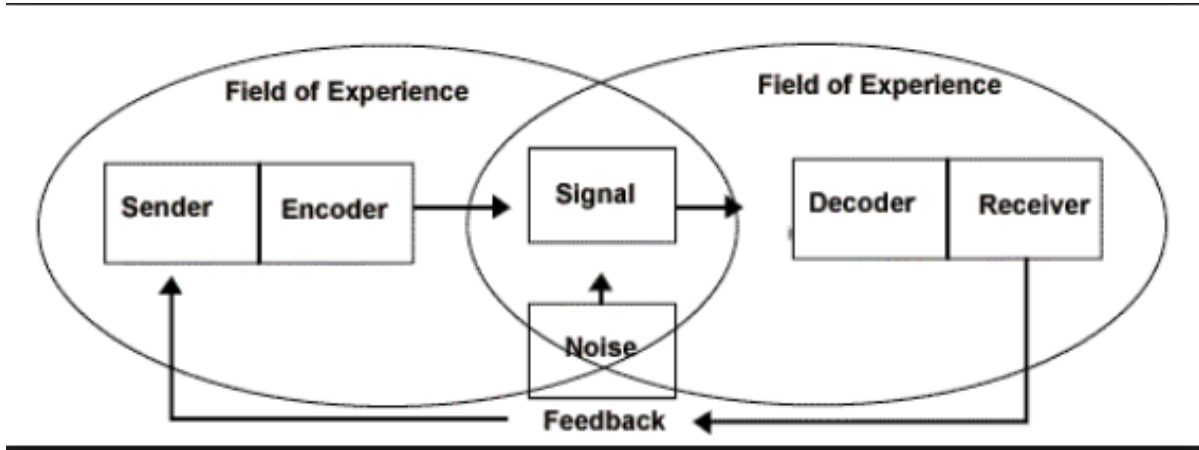 Field of Experience
Field of Experience
Sender
Encoder
Signal
Decoder
Receiver
Noise
Feedback